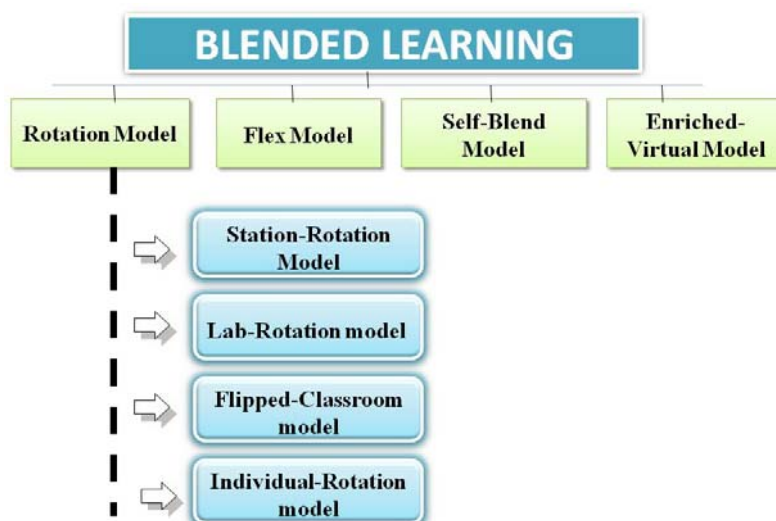 BLENDED LEARNING
Rotation Model
Flex Model
Self-Blend
Model
Enriched-
Virtual Model
Station-Rotation
Model
Lab-Rotation model
Flipped-Classroom
model
Individual-Rotation
model